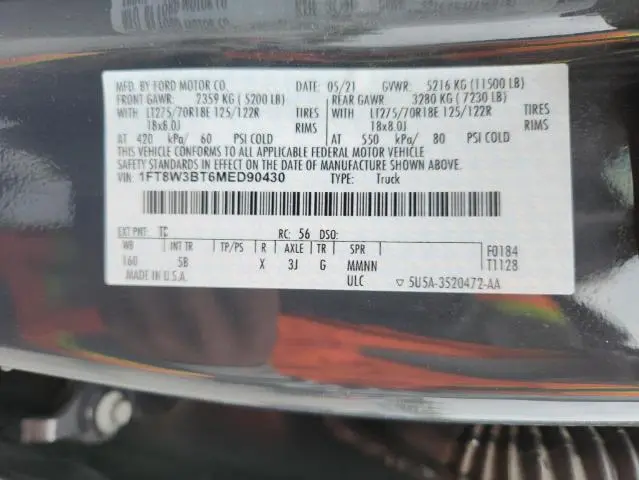 MFD. BY FORD MOTOR CO.
DATE: 05/21 GVWR: 5216 KG (11500 LB)
FRONT GAWR: 2359 KG (5200 LB) REAR GAWR: 3280 KG (7230 LB)
WITH LT275/70R18E 125/122R TIRES WITH LT275/70R18E 125/122R TIRES
18x8.0J RIMS 18x8.0J RIMS
AT 420 kPa/ 60 PSI COLD AT 550 kPa/ 80 PSI COLD
THIS VEHICLE CONFORMS TO ALL APPLICABLE FEDERAL MOTOR VEHICLE
SAFETY STANDARDS IN EFFECT ON THE DATE OF MANUFACTURE SHOWN ABOVE.
VIN: 1FT8W3BT6MED90430 TYPE: Truck
EXT PNT: TC RC: 56 DSO:
WB INT TR TP/PS R AXLE TR SPR F0184
160 5B X 3J G MMNN T1128
MADE IN U.S.A. ULC ▽ 5U5A-3520472-AA